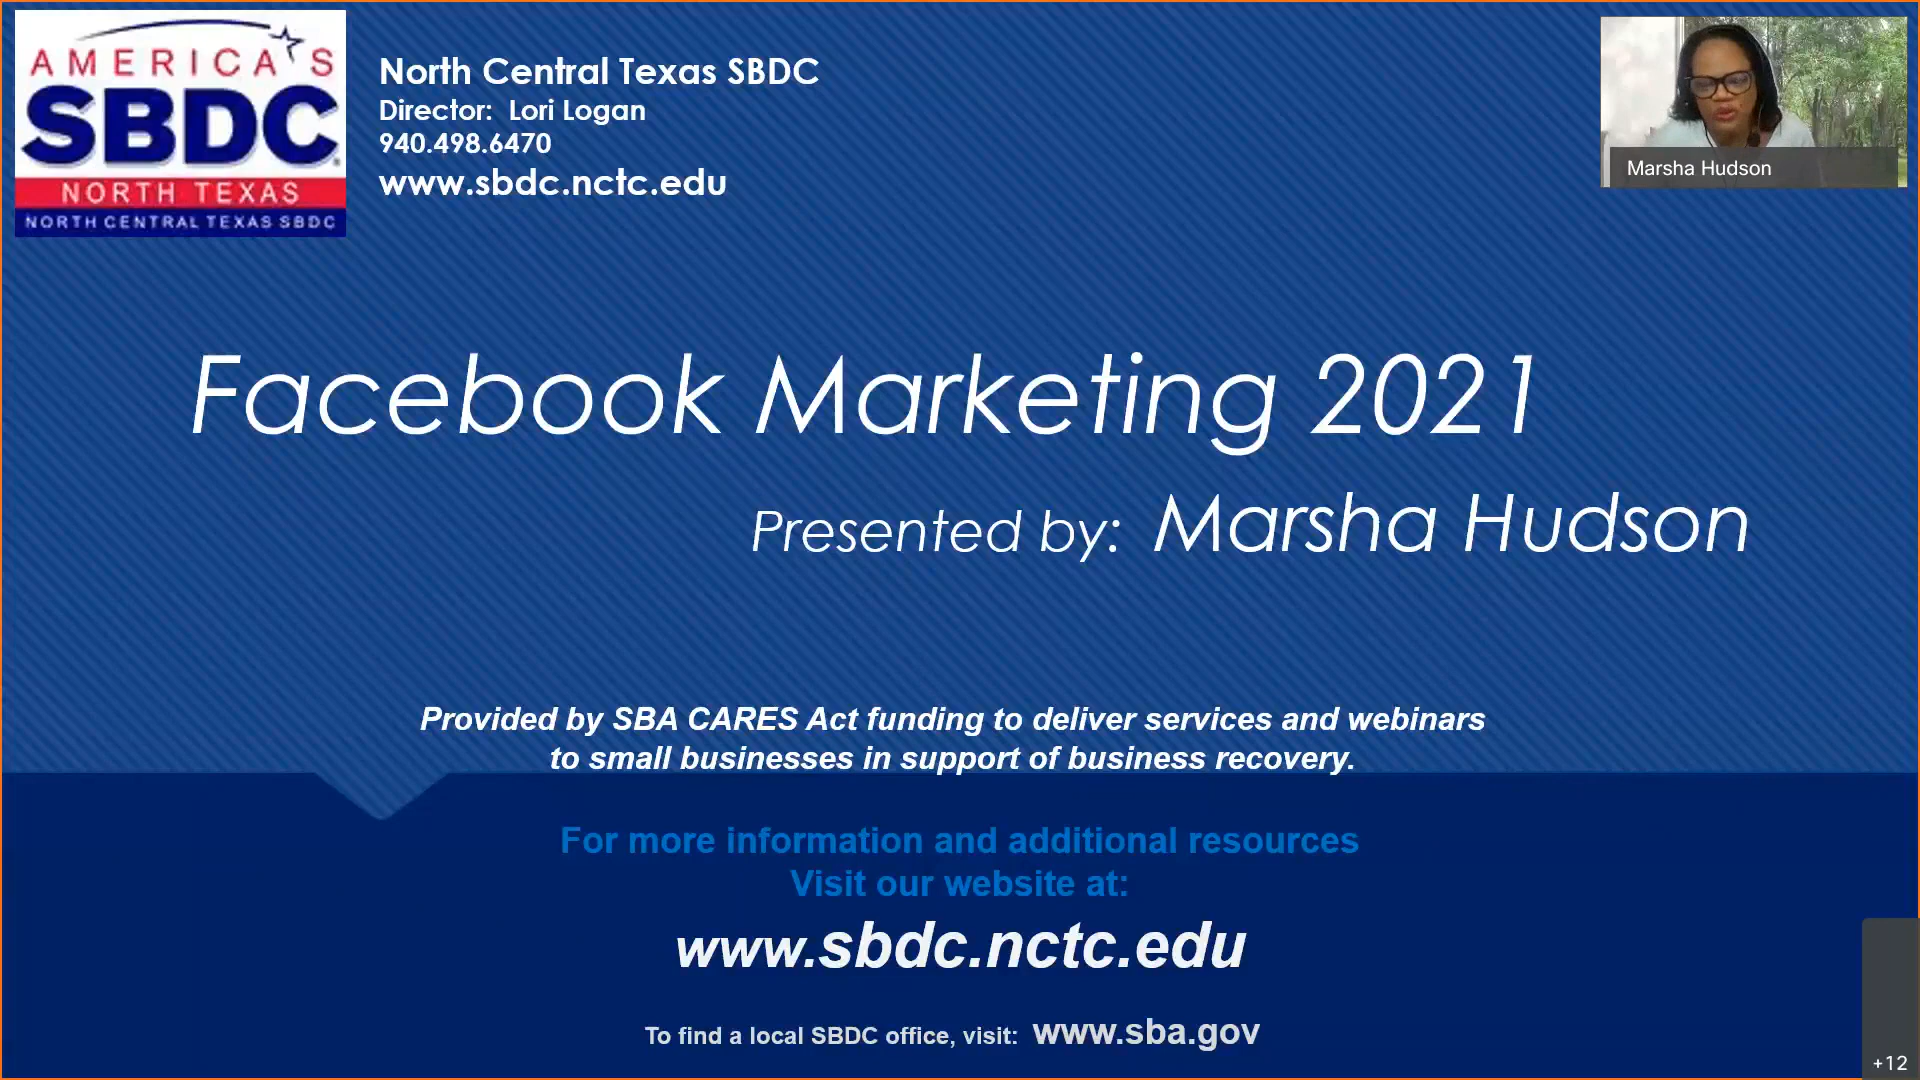 AMERICA'S
SBDC
NORTH TEXAS
NORTH CENTRAL TEXAS SBDC
North Central Texas SBDC
Director: Lori Logan
940.498.6470
www.sbdc.nctc.edu
Marsha Hudson
Facebook Marketing 2021
Presented by: Marsha Hudson
Provided by SBA CARES Act funding to deliver services and webinars
to small businesses in support of business recovery.
For more information and additional resources
Visit our website at:
www.sbdc.nctc.edu
To find a local SBDC office, visit: www.sba.gov
+12